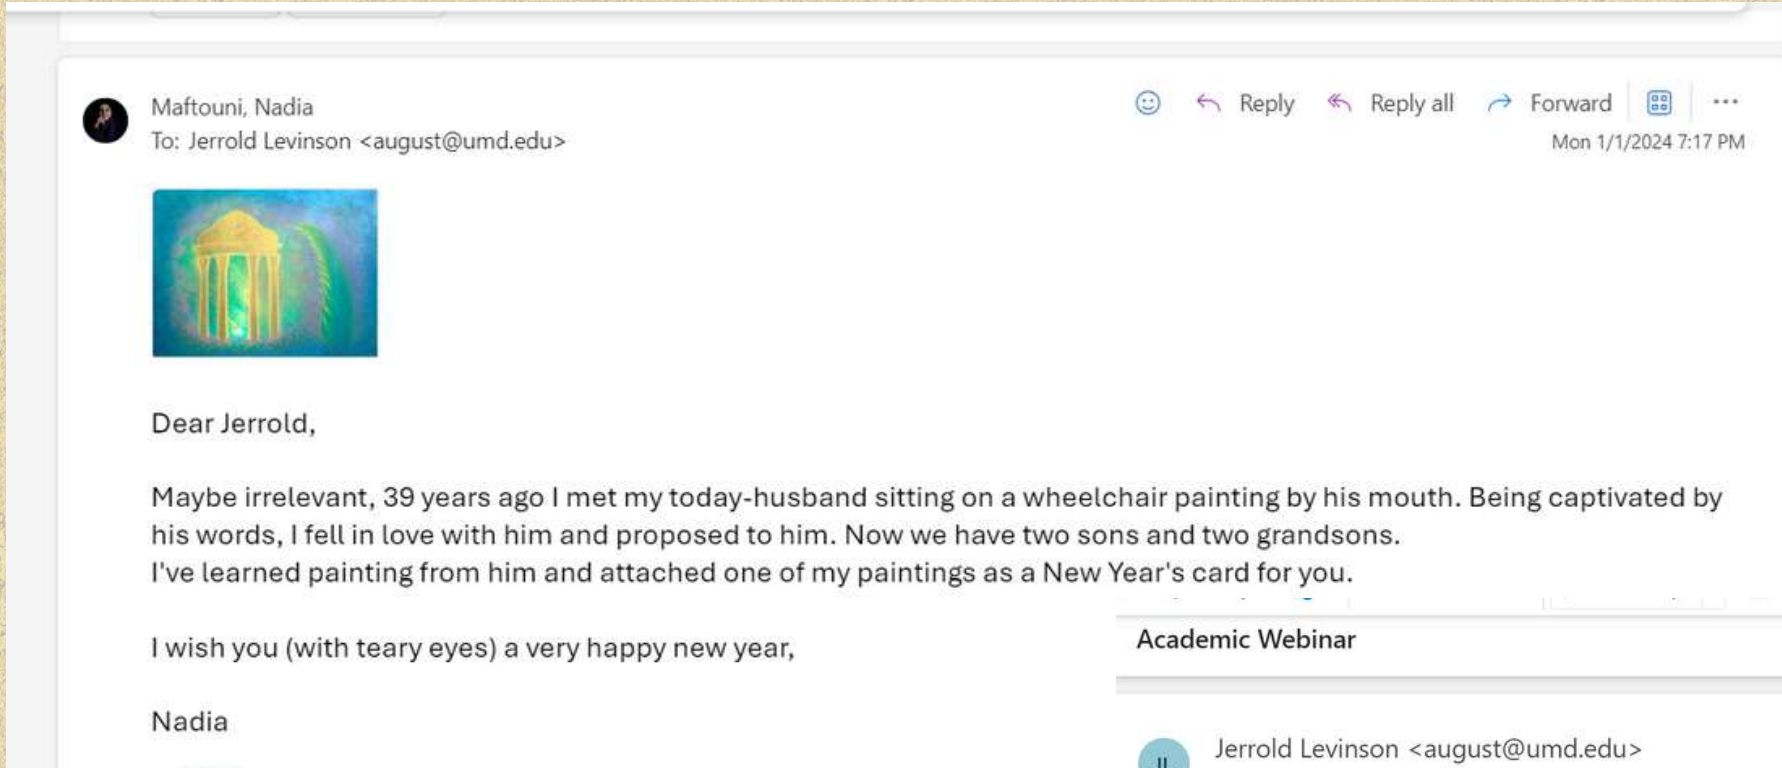 Maftouni, Nadia
To: Jerrold Levinson <august@umd.edu>
Reply
Reply all
Forward
Mon 1/1/2024 7:17 PM
Dear Jerrold,
Maybe irrelevant, 39 years ago I met my today-husband sitting on a wheelchair painting by his mouth. Being captivated by
his words, I fell in love with him and proposed to him. Now we have two sons and two grandsons.
I've learned painting from him and attached one of my paintings as a New Year's card for you.
I wish you (with teary eyes) a very happy new year,
Nadia
Academic Webinar
Jerrold Levinson <august@umd.edu>